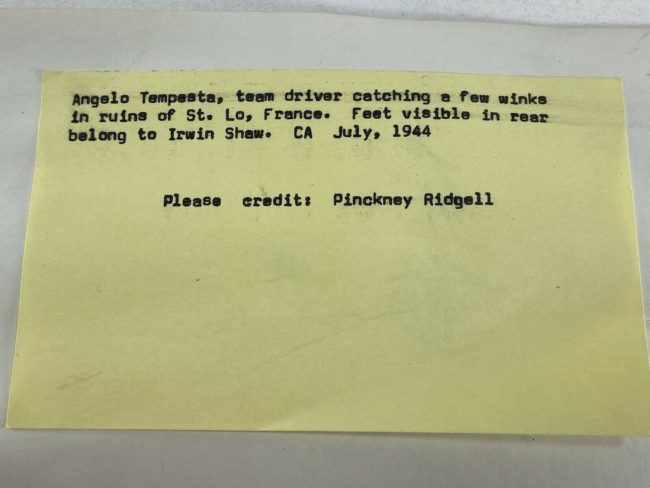 Angelo Tempesta, team driver catching a few winks
in ruins of St. Lo, France.  Feet visible in rear
belong to Irwin Shaw.  CA  July, 1944
Please  credit:  Pinckney Ridgell